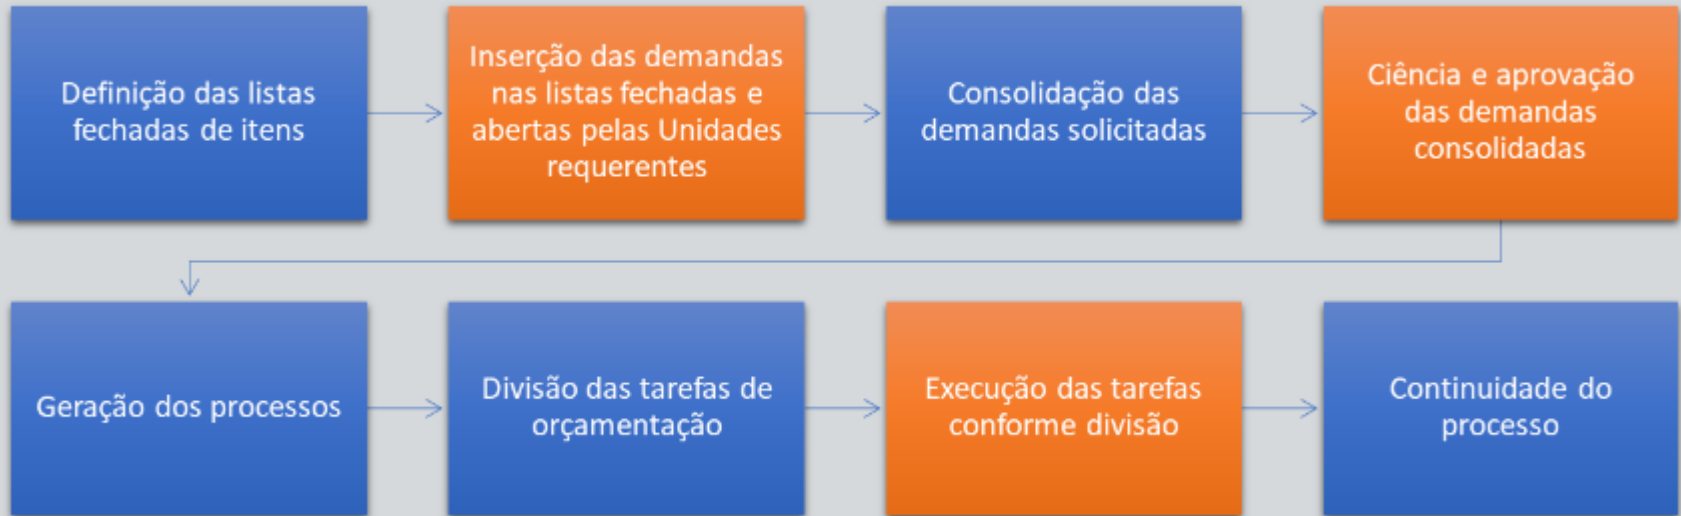 Definição das listas
fechadas de itens
Inserção das demandas
nas listas fechadas e
abertas pelas Unidades
requerentes
Consolidação das
demandas solicitadas
Ciência e aprovação
das demandas
consolidadas
Geração dos processos
Divisão das tarefas de
orçamentação
Execução das tarefas
conforme divisão
Continuidade do
processo